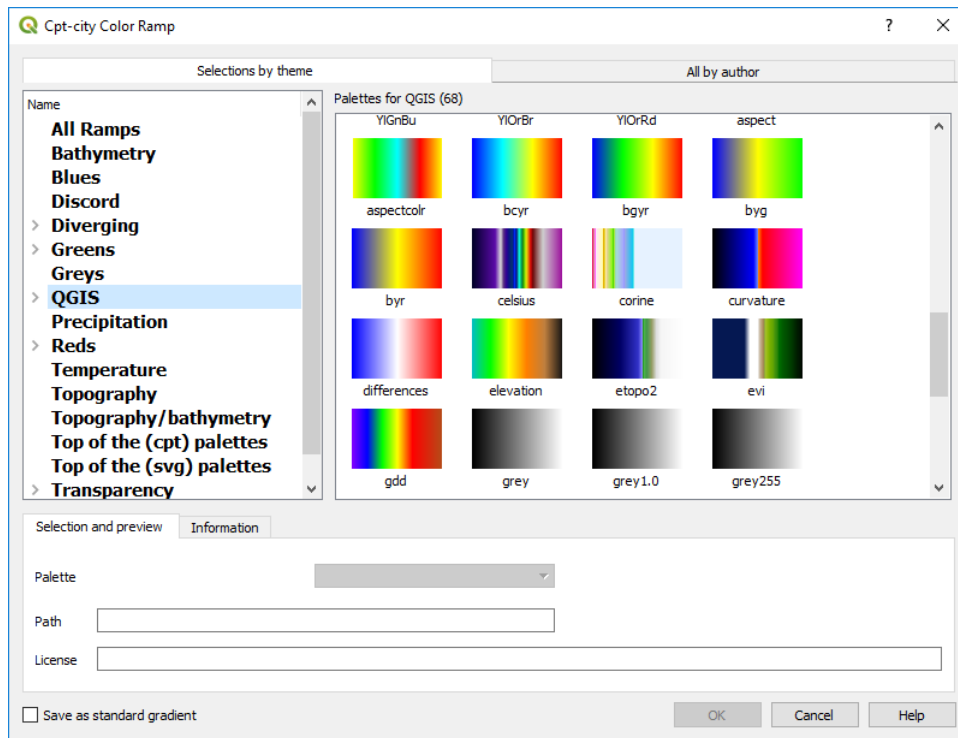 Cpt-city Color Ramp
?
Selections by theme
All by author
Name
All Ramps
Bathymetry
Blues
Discord
Diverging
Greens
Greys
QGIS
Precipitation
Reds
Temperature
Topography
Topography/bathymetry
Top of the (cpt) palettes
Top of the (svg) palettes
Transparency
Palettes for QGIS (68)
YlGnBu YlOrBr YlOrRd aspect
aspectcolr bcyr bgyr byg
byr celsius corine curvature
differences elevation etopo2 evi
gdd grey grey1.0 grey255
Selection and preview Information
Palette
Path
License
Save as standard gradient
OK Cancel Help